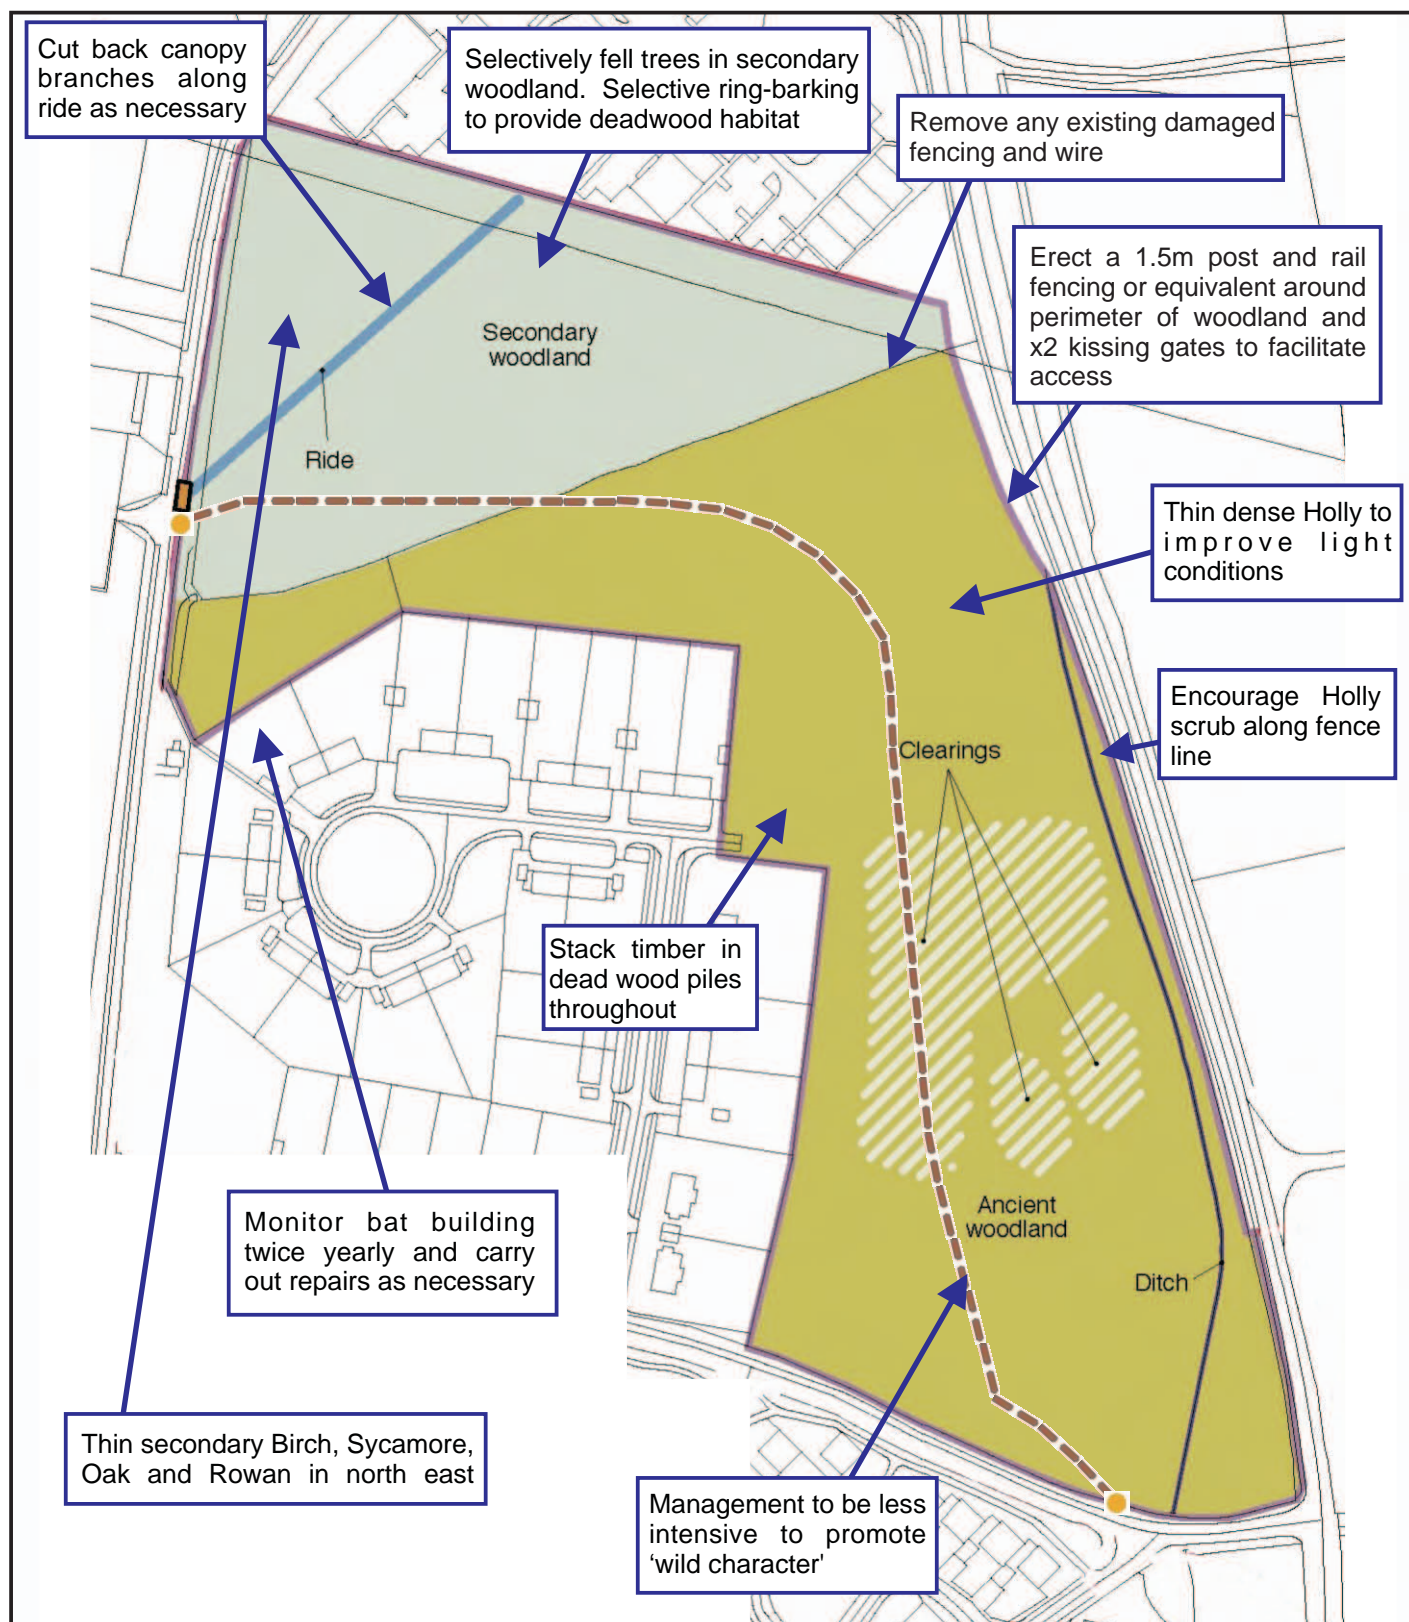 Cut back canopy
branches along
ride as necessary
Selectively fell trees in secondary
woodland. Selective ring-barking
to provide deadwood habitat
Remove any existing damaged
fencing and wire
Erect a 1.5m post and rail
fencing or equivalent around
perimeter of woodland and
x2 kissing gates to facilitate
access
Secondary
woodland
Ride
Thin dense Holly to
improve light
conditions
Encourage Holly
scrub along fence
line
Clearings
Stack timber in
dead wood piles
throughout
Ancient
woodland
Ditch
Monitor bat building
twice yearly and carry
out repairs as necessary
Thin secondary Birch, Sycamore,
Oak and Rowan in north east
Management to be less
intensive to promote
‘wild character'